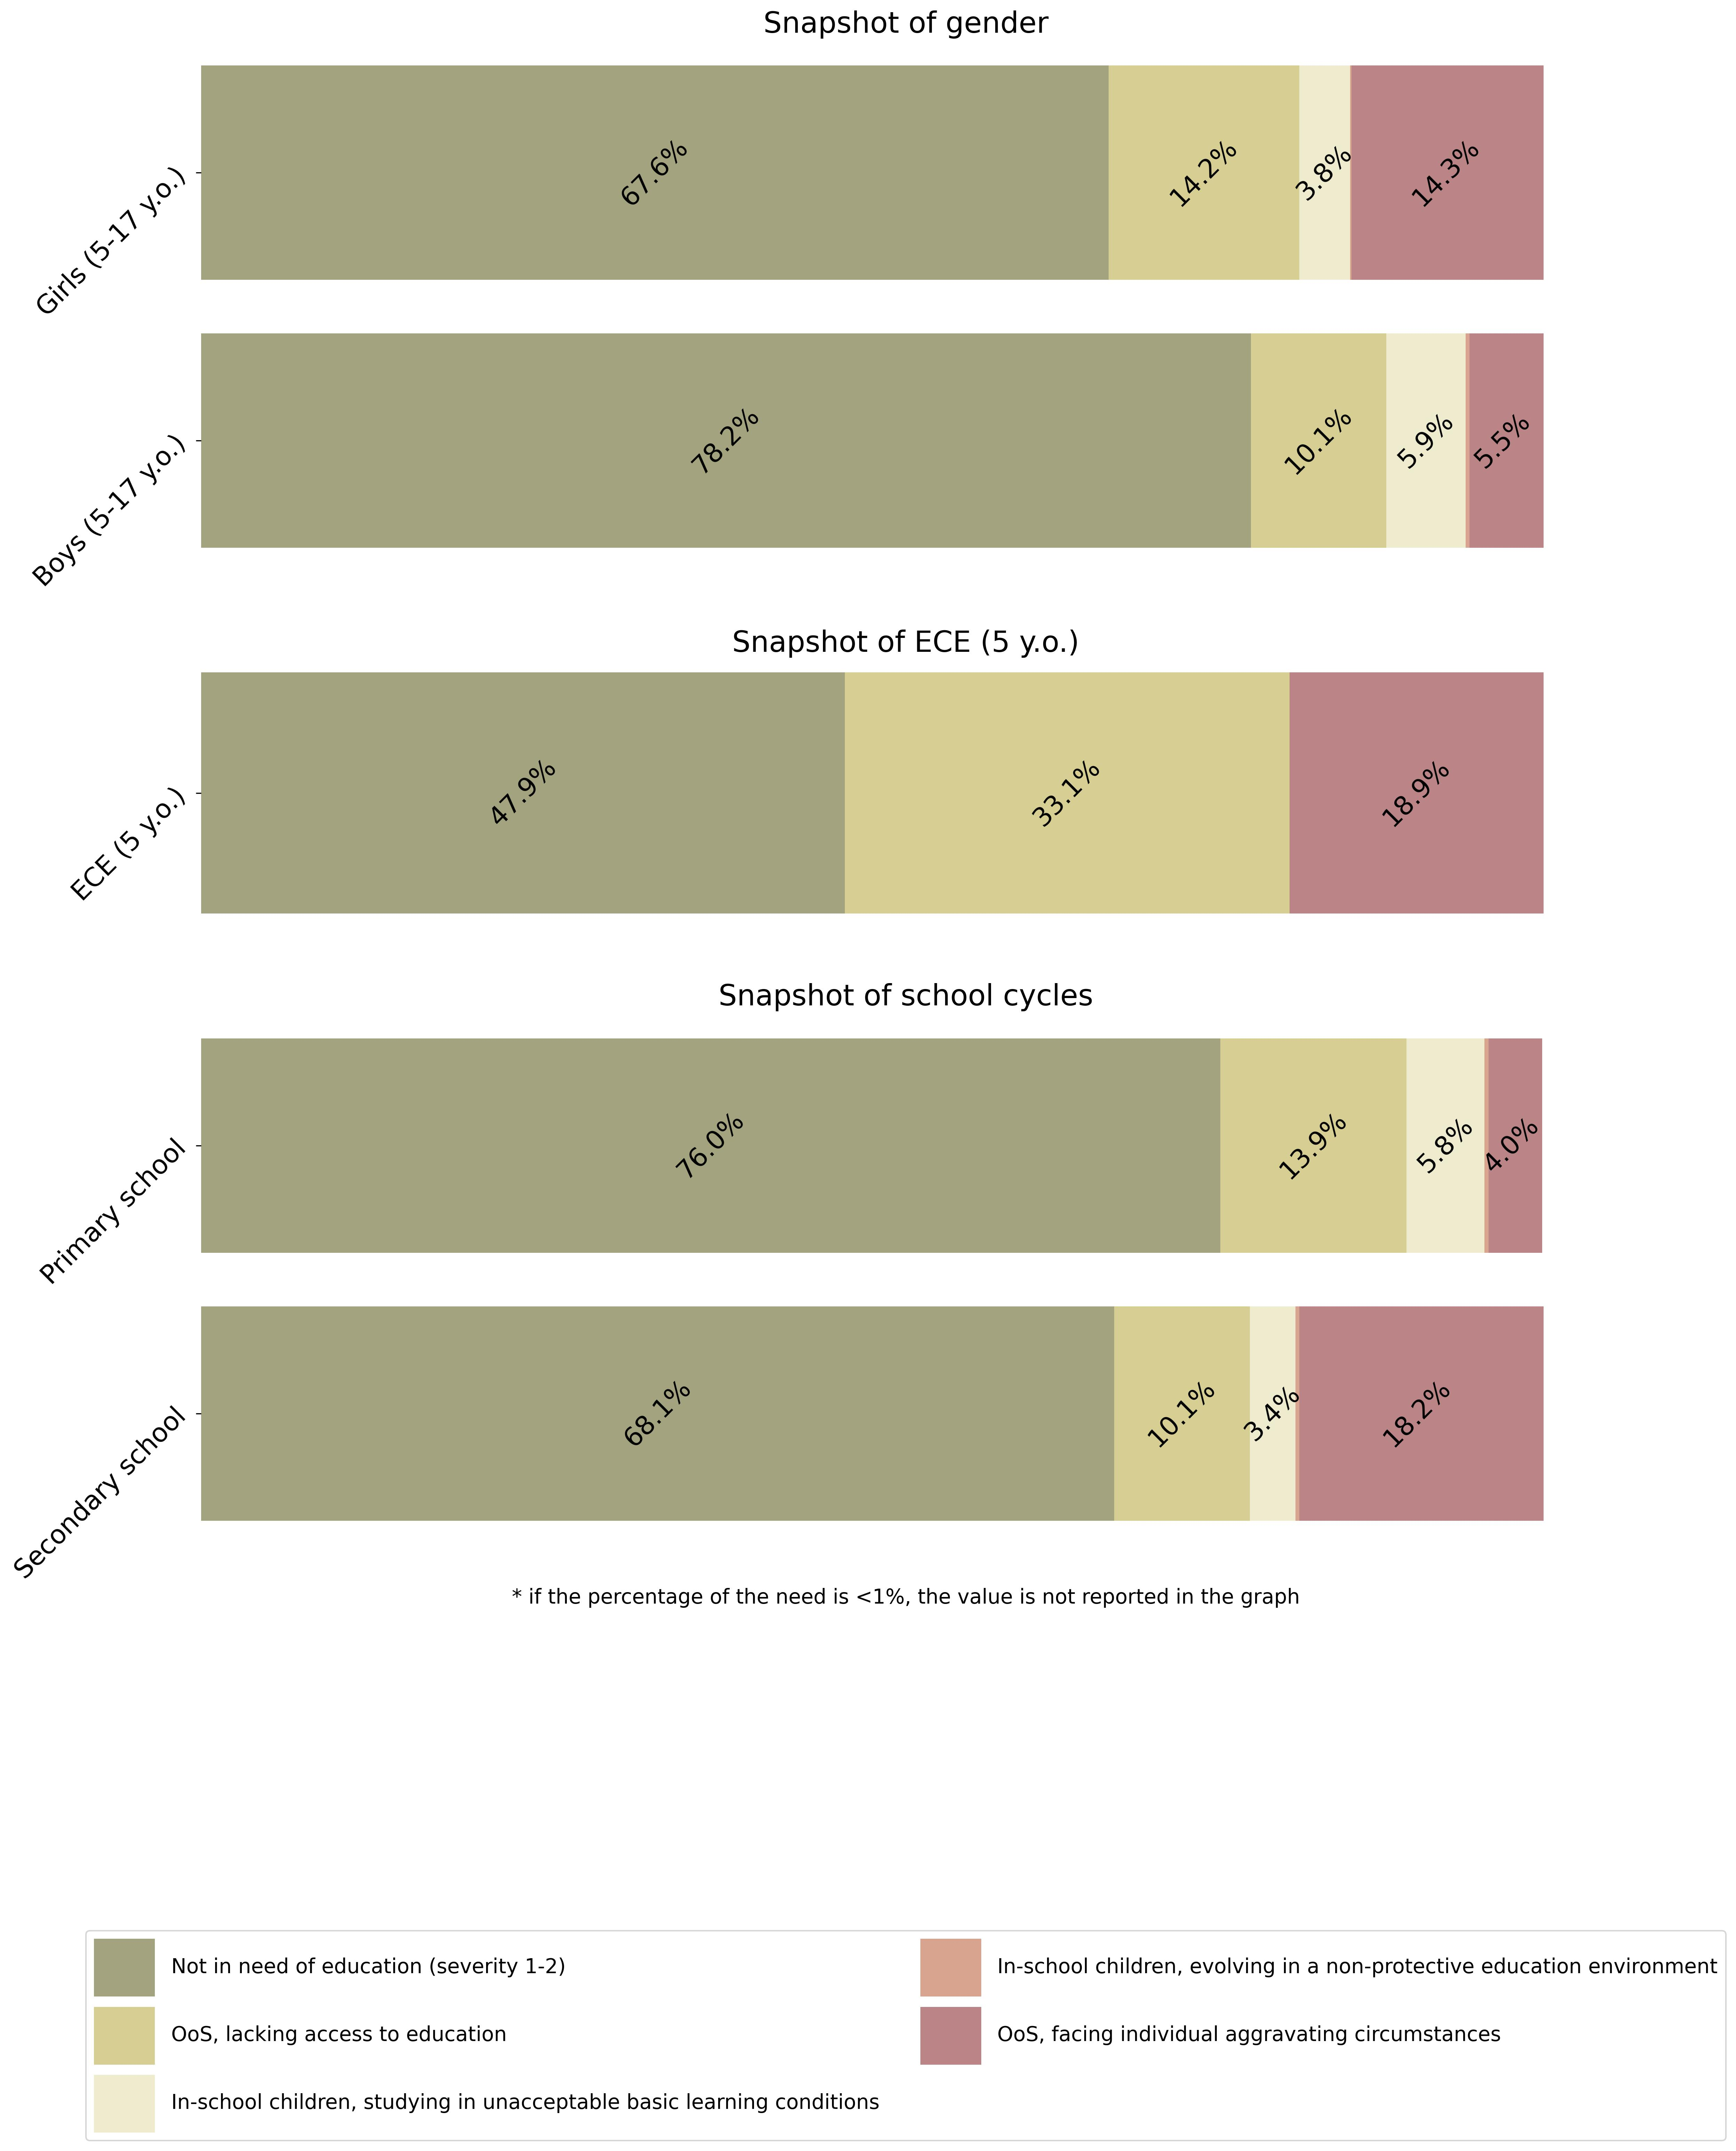 Snapshot of gender
Girls (5-17 y.o.)
67.6%
14.2%
3.8%
14.3%
Boys (5-17 y.o.)
78.2%
10.1%
5.9%
5.5%
Snapshot of ECE (5 y.o.)
ECE (5 y.o.)
47.9%
33.1%
18.9%
Snapshot of school cycles
Primary school
76.0%
13.9%
5.8%
4.0%
Secondary school
68.1%
10.1%
3.4%
18.2%
* if the percentage of the need is <1%, the value is not reported in the graph
Not in need of education (severity 1-2)
OoS, lacking access to education
In-school children, studying in unacceptable basic learning conditions
In-school children, evolving in a non-protective education environment
OoS, facing individual aggravating circumstances